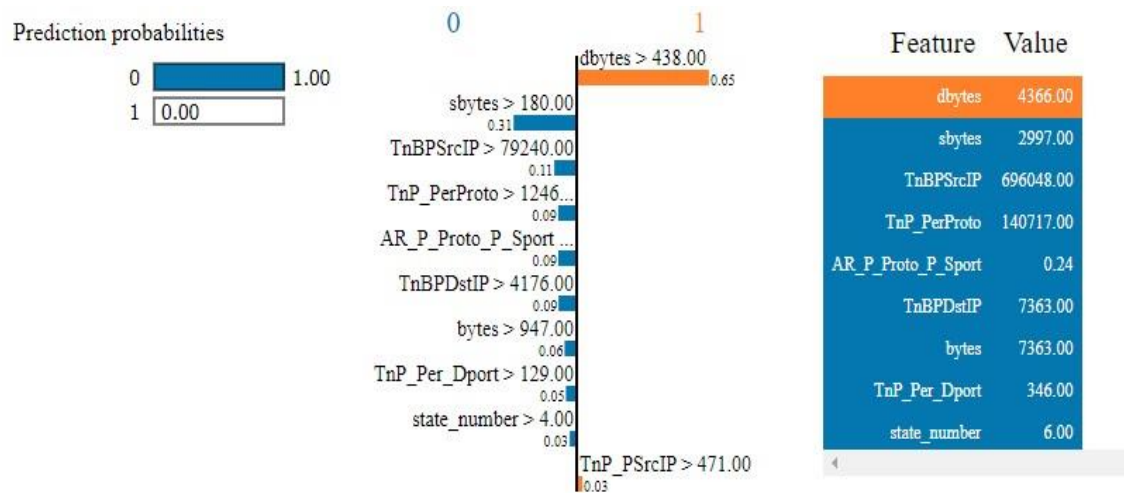 Prediction probabilities
0 1.00
1 0.00
0 1
dbytes > 438.00
0.65
sbytes > 180.00
0.31
TnBPSrcIP > 79240.00
0.11
TnP_PerProto > 1246...
0.09
AR_P_Proto_P_Sport ...
0.09
TnBPDstIP > 4176.00
0.09
bytes > 947.00
0.06
TnP_Per_Dport > 129.00
0.05
state_number > 4.00
0.03
TnP_PSrcIP > 471.00
0.03
Feature Value
dbytes 4366.00
sbytes 2997.00
TnBPSrcIP 696048.00
TnP_PerProto 140717.00
AR_P_Proto_P_Sport 0.24
TnBPDstIP 7363.00
bytes 7363.00
TnP_Per_Dport 346.00
state_number 6.00